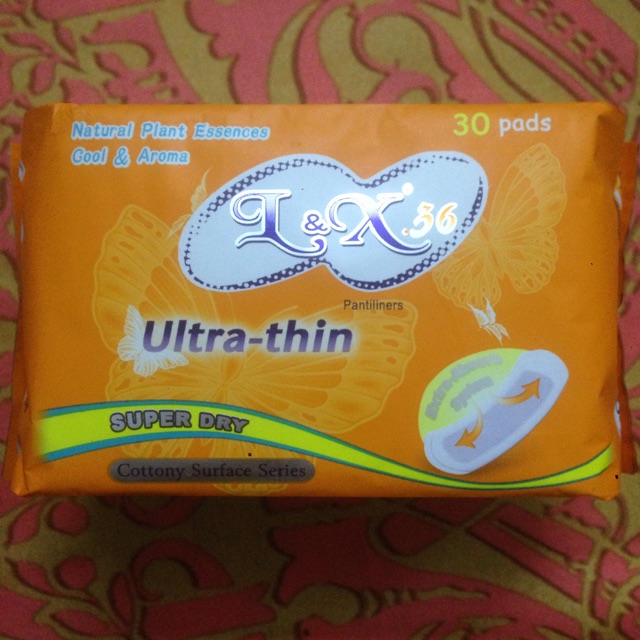 Natural Plant Essences
Cool & Aroma
30 pads
L&X®.36
Pantiliners
Ultra-thin
SUPER DRY
Cottony Surface Series